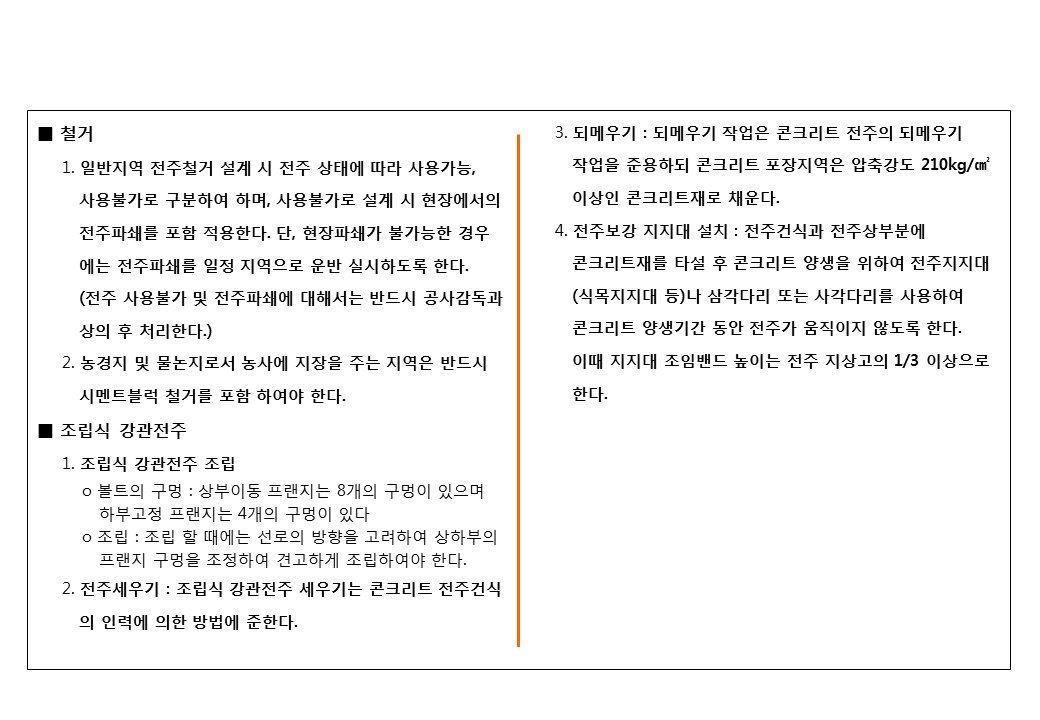 ■ 철거
1. 일반지역 전주철거 설계 시 전주 상태에 따라 사용가능,
사용불가로 구분하여 하며, 사용불가로 설계 시 현장에서의
전주파쇄를 포함 적용한다. 단, 현장파쇄가 불가능한 경우
에는 전주파쇄를 일정 지역으로 운반 실시하도록 한다.
(전주 사용불가 및 전주파쇄에 대해서는 반드시 공사감독과
상의 후 처리한다.)
2. 농경지 및 물논지로서 농사에 지장을 주는 지역은 반드시
시멘트블럭 철거를 포함 하여야 한다.
■ 조립식 강관전주
1. 조립식 강관전주 조립
ο 볼트의 구멍 : 상부이동 프랜지는 8개의 구멍이 있으며
하부고정 프랜지는 4개의 구멍이 있다
ο 조립 : 조립 할 때에는 선로의 방향을 고려하여 상하부의
프랜지 구멍을 조정하여 견고하게 조립하여야 한다.
2. 전주세우기 : 조립식 강관전주 세우기는 콘크리트 전주건식
의 인력에 의한 방법에 준한다.
3. 되메우기 : 되메우기 작업은 콘크리트 전주의 되메우기
작업을 준용하되 콘크리트 포장지역은 압축강도 210kg/㎠
이상인 콘크리트재로 채운다.
4. 전주보강 지지대 설치 : 전주건식과 전주상부분에
콘크리트재를 타설 후 콘크리트 양생을 위하여 전주지지대
(식목지지대 등)나 삼각다리 또는 사각다리를 사용하여
콘크리트 양생기간 동안 전주가 움직이지 않도록 한다.
이때 지지대 조임밴드 높이는 전주 지상고의 1/3 이상으로
한다.